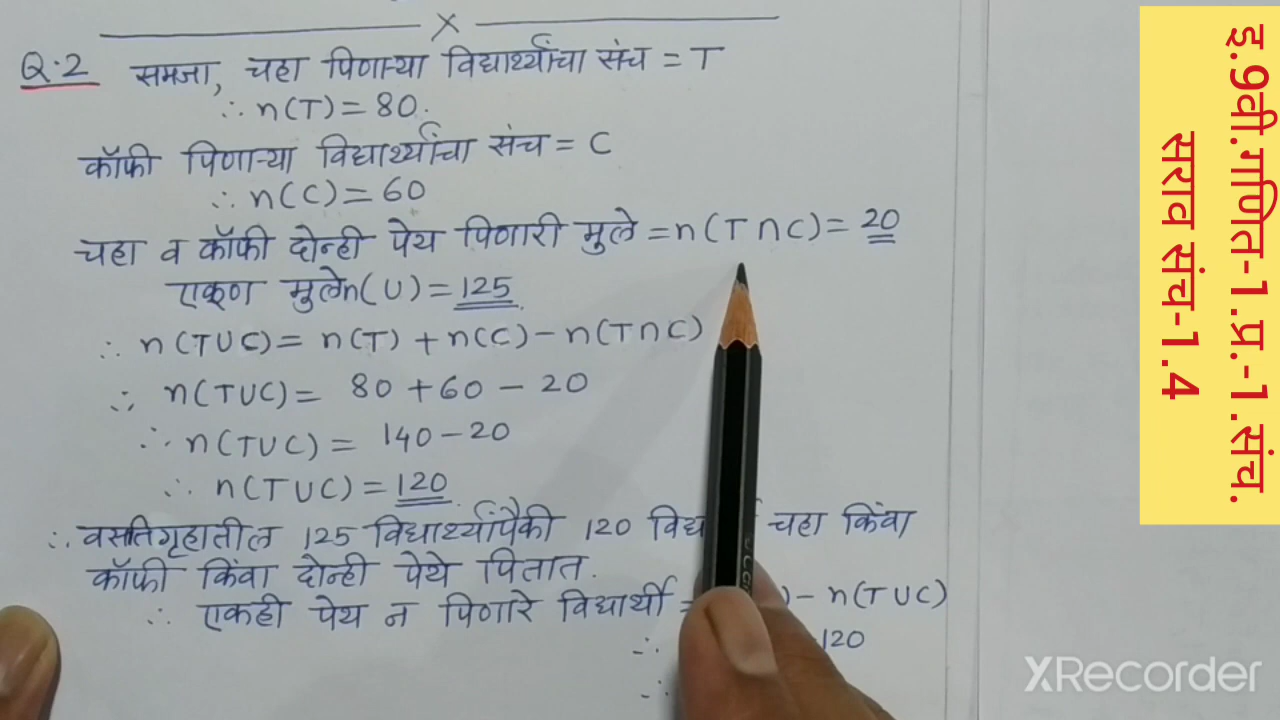 Q.2 समजा, चहा पिणाऱ्या विद्यार्थ्यांचा संच = T
∴ n(T) = 80.
कॉफी पिणाऱ्या विद्यार्थ्यांचा संच = C
∴ n(C) = 60
चहा व कॉफी दोन्ही पेय पिणारी मुले = n(T∩C) = 20
एकूण मुले n(U) = 125
∴ n(TUC) = n(T) + n(C) - n(T∩C)
∴ n(TUC) = 80 + 60 - 20
∴ n(TUC) = 140 - 20
∴ n(TUC) = 120
∴ वसतिगृहातील 125 विद्यार्थ्यांपैकी 120 चहा किंवा
कॉफी किंवा दोन्ही पेये पितात.
∴ एकही पेय न पिणारे विद्यार्थी = ) - n(TUC)
∴ 120
∴
इ.9वी.गणित-1.प्र.-1.संच.
सराव संच-1.4
XRecorder